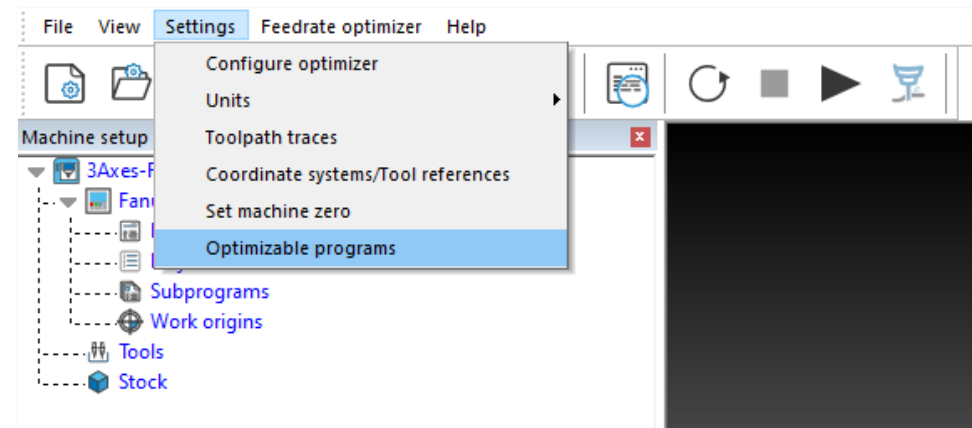 File View Settings Feedrate optimizer Help
Configure optimizer
Units
Toolpath traces
Coordinate systems/Tool references
Set machine zero
Optimizable programs
Machine setup
3Axes-F
Subprograms
Work origins
Tools
Stock